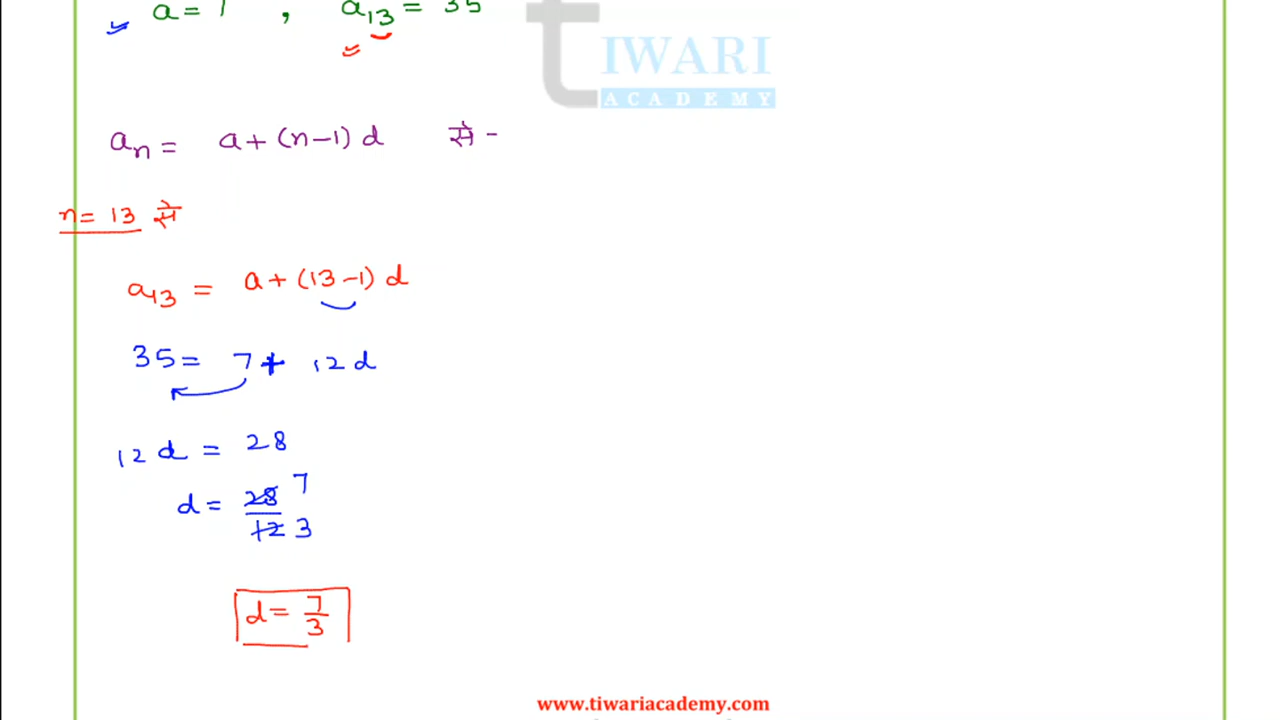 a = 7 , a₁₃ = 35
TIWARI
ACADEMY
aₙ = a + (n-1) d से -
n = 13 से
a₁₃ = a + (13-1) d
35 = 7 + 12 d
12 d = 28
d = 28/12 7/3
d = 7/3
www.tiwariacademy.com